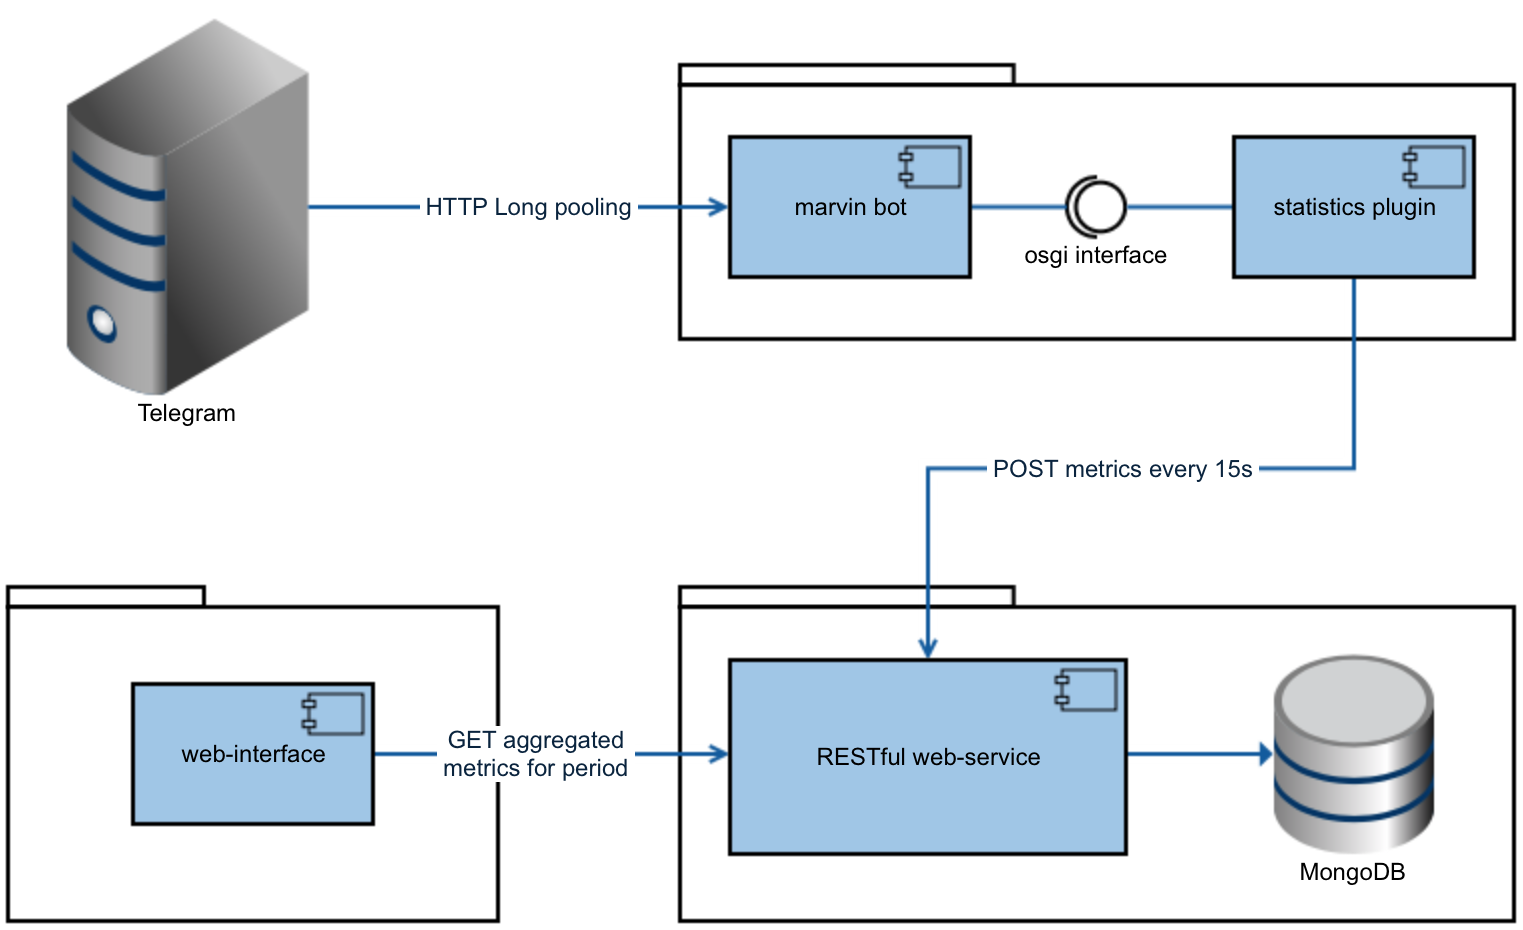 HTTP Long pooling
marvin bot
statistics plugin
osgi interface
Telegram
POST metrics every 15s
web-interface
GET aggregated
metrics for period
RESTful web-service
MongoDB